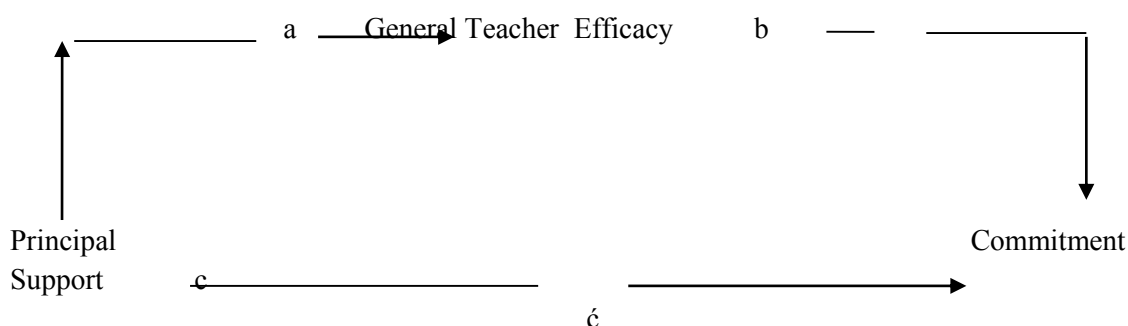 a General Teacher Efficacy b
Principal
Support
Commitment
c
ć